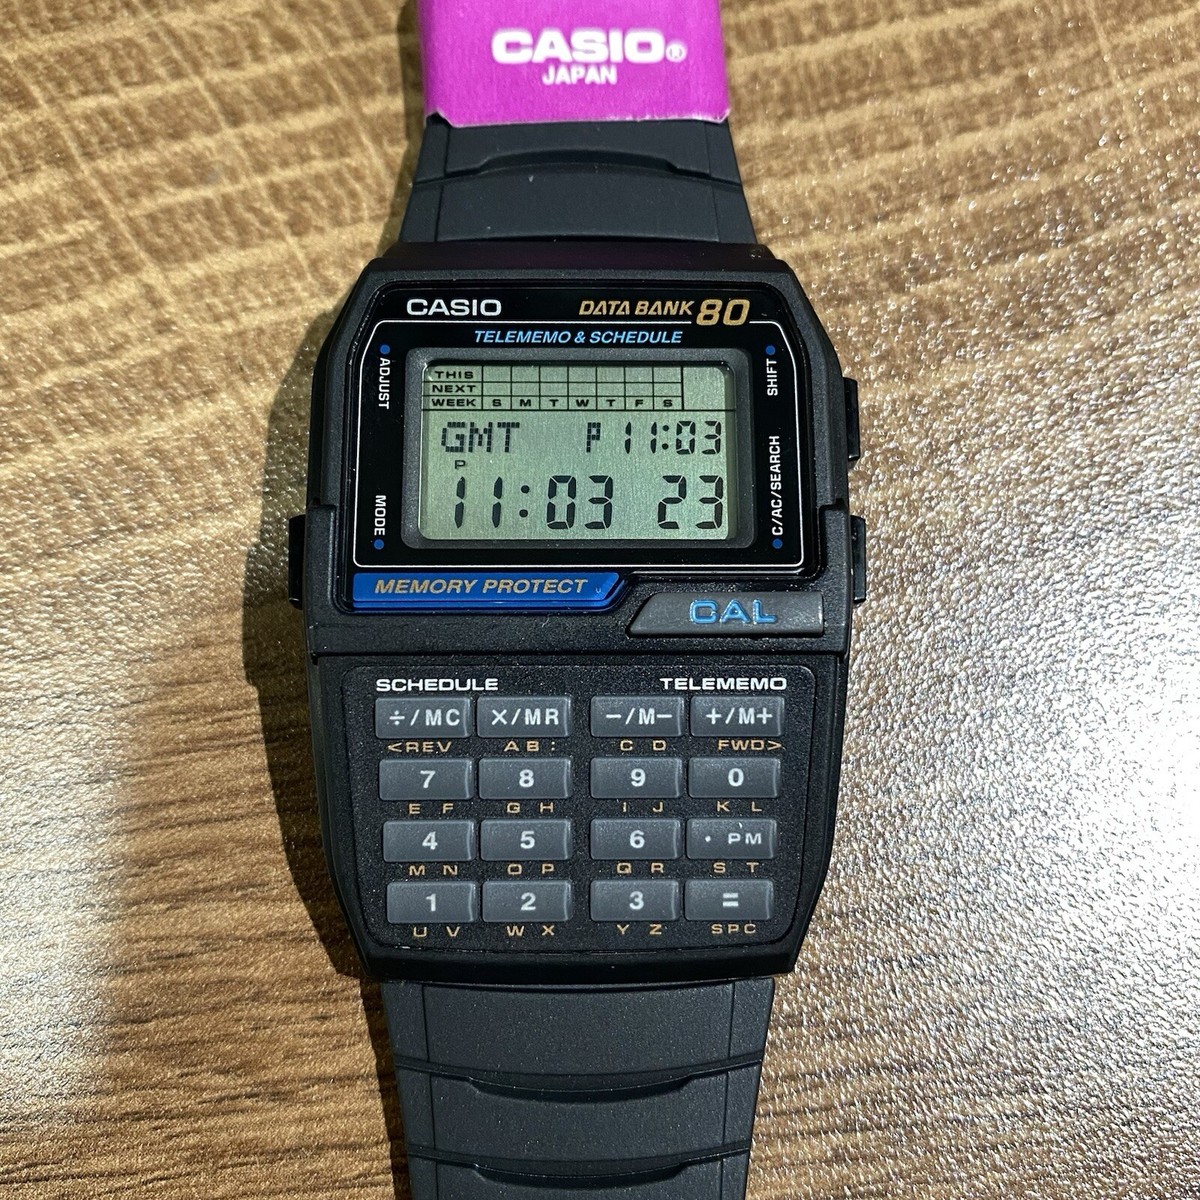 CASIO®
JAPAN
CASIO DATA BANK 80
TELEMEMO & SCHEDULE
ADJUST
SHIFT
THIS
NEXT
WEEK S M T W T F S
GMT P 11:03
P
11:03 23
MODE
C/AC/SEARCH
MEMORY PROTECT
CAL
SCHEDULE TELEMEMO
÷/MC ×/MR −/M− +/M+
<REV AB: C D FWD>
7 8 9 0
E F G H I J K L
4 5 6 · PM
M N O P Q R S T
1 2 3 =
U V W X Y Z SPC